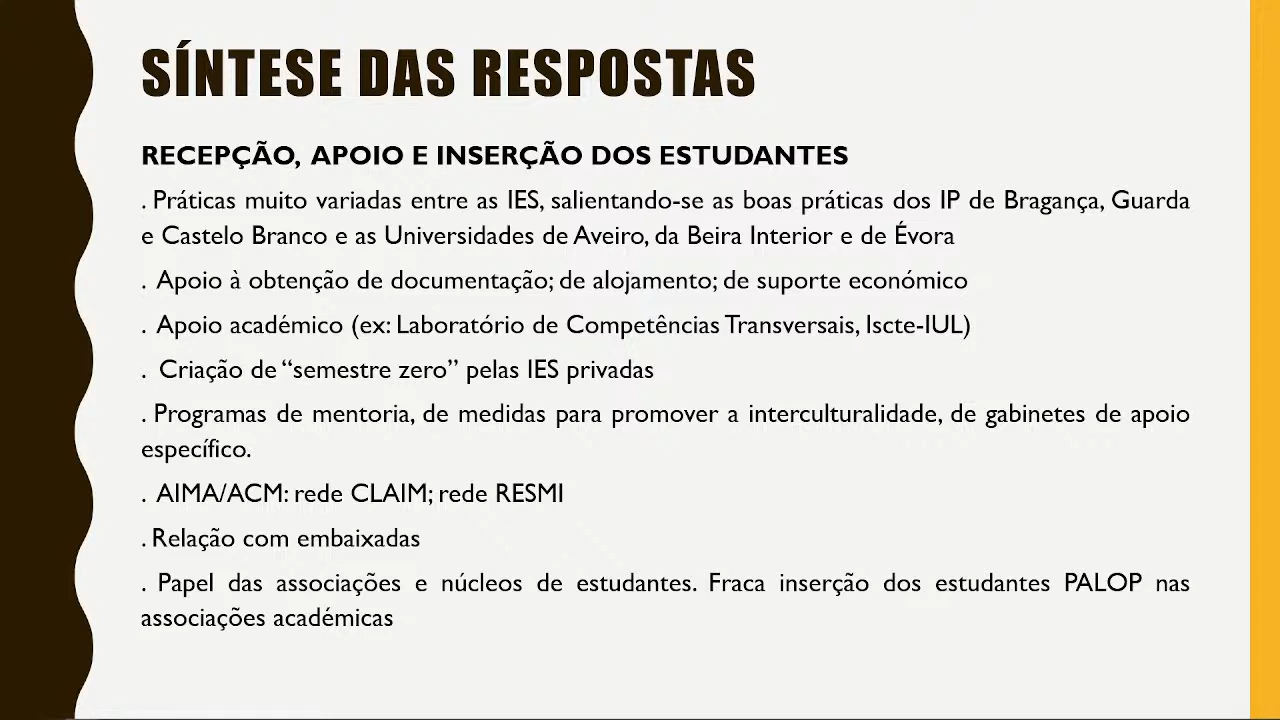 SÍNTESE DAS RESPOSTAS
RECEPÇÃO, APOIO E INSERÇÃO DOS ESTUDANTES
. Práticas muito variadas entre as IES, salientando-se as boas práticas dos IP de Bragança, Guarda
e Castelo Branco e as Universidades de Aveiro, da Beira Interior e de Évora
. Apoio à obtenção de documentação; de alojamento; de suporte económico
. Apoio académico (ex: Laboratório de Competências Transversais, Iscte-IUL)
. Criação de “semestre zero” pelas IES privadas
. Programas de mentoria, de medidas para promover a interculturalidade, de gabinetes de apoio
específico.
. AIMA/ACM: rede CLAIM; rede RESMI
. Relação com embaixadas
. Papel das associações e núcleos de estudantes. Fraca inserção dos estudantes PALOP nas
associações académicas